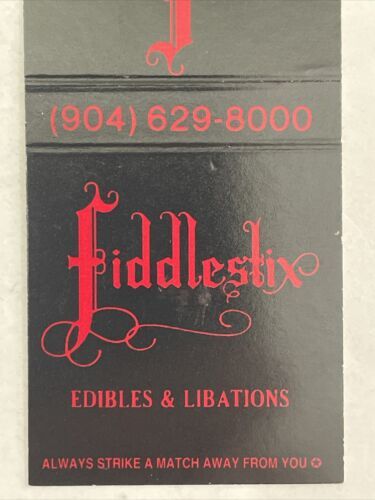 (904) 629-8000
Fiddlestix
EDIBLES & LIBATIONS
ALWAYS STRIKE A MATCH AWAY FROM YOU ✪